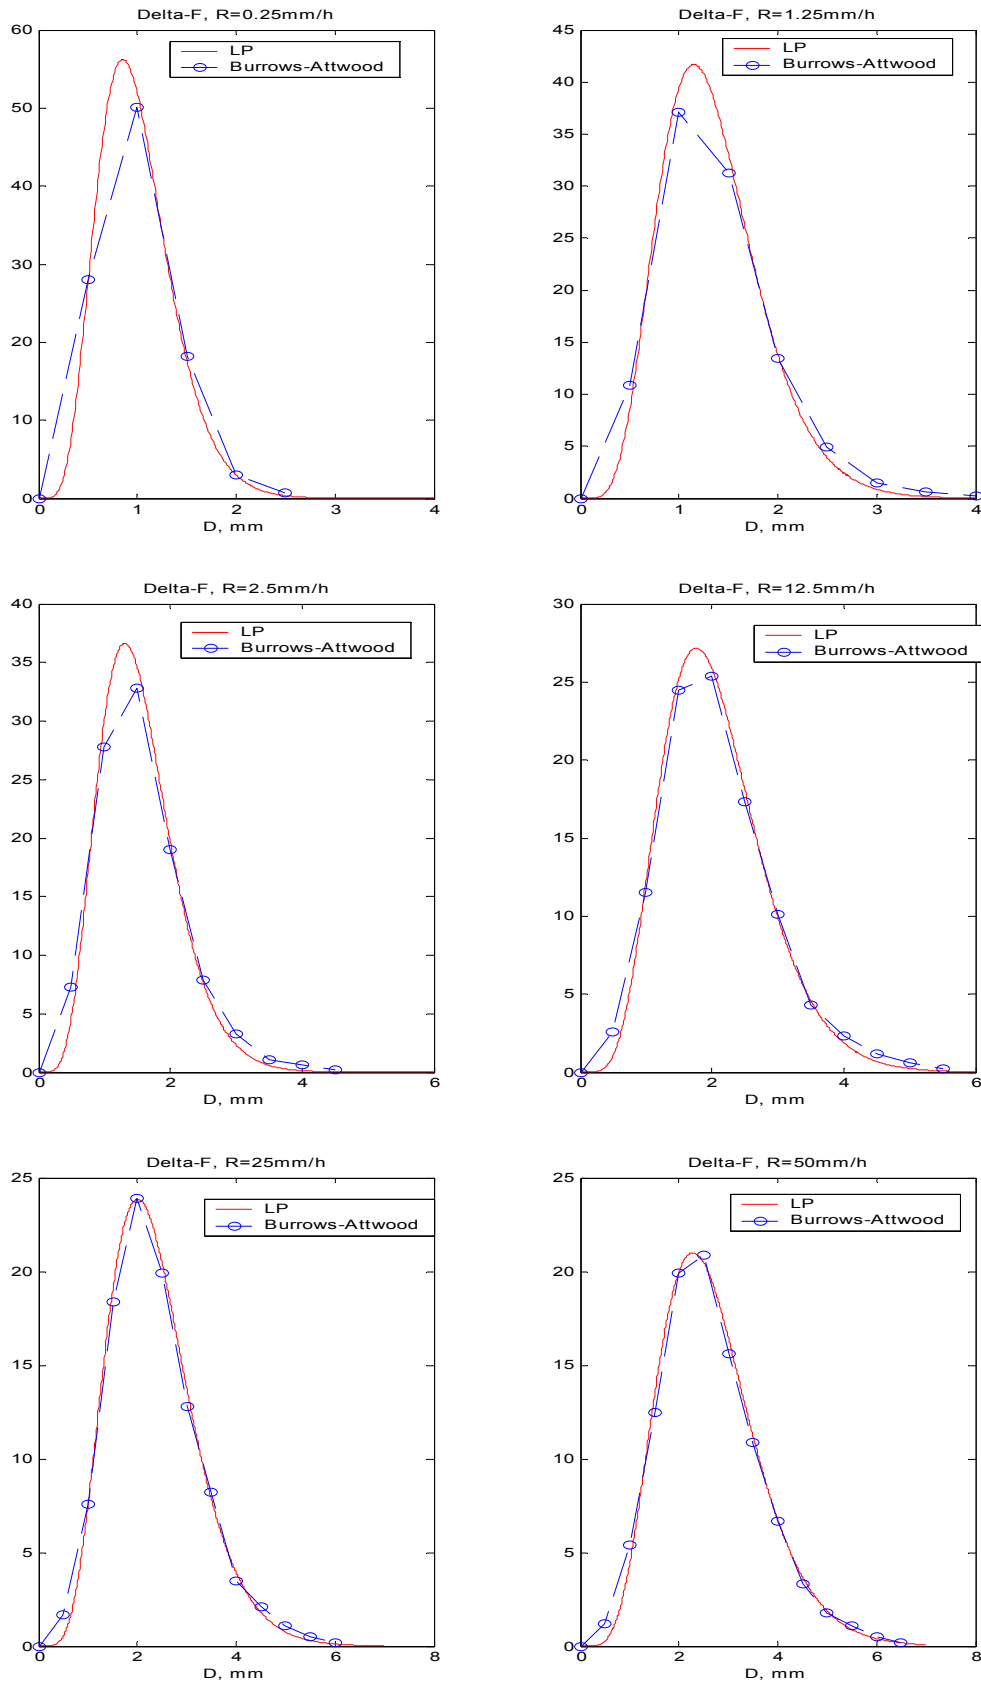 Delta-F, R=0.25mm/h
LP
Burrows-Attwood
60
50
40
30
20
10
0
0 1 2 3 4
D, mm
Delta-F, R=1.25mm/h
LP
Burrows-Attwood
45
40
35
30
25
20
15
10
5
0
0 1 2 3 4
D, mm
Delta-F, R=2.5mm/h
LP
Burrows-Attwood
40
35
30
25
20
15
10
5
0
0 2 4 6
D, mm
Delta-F, R=12.5mm/h
LP
Burrows-Attwood
30
25
20
15
10
5
0
0 2 4 6
D, mm
Delta-F, R=25mm/h
LP
Burrows-Attwood
25
20
15
10
5
0
0 2 4 6 8
D, mm
Delta-F, R=50mm/h
LP
Burrows-Attwood
25
20
15
10
5
0
0 2 4 6 8
D, mm